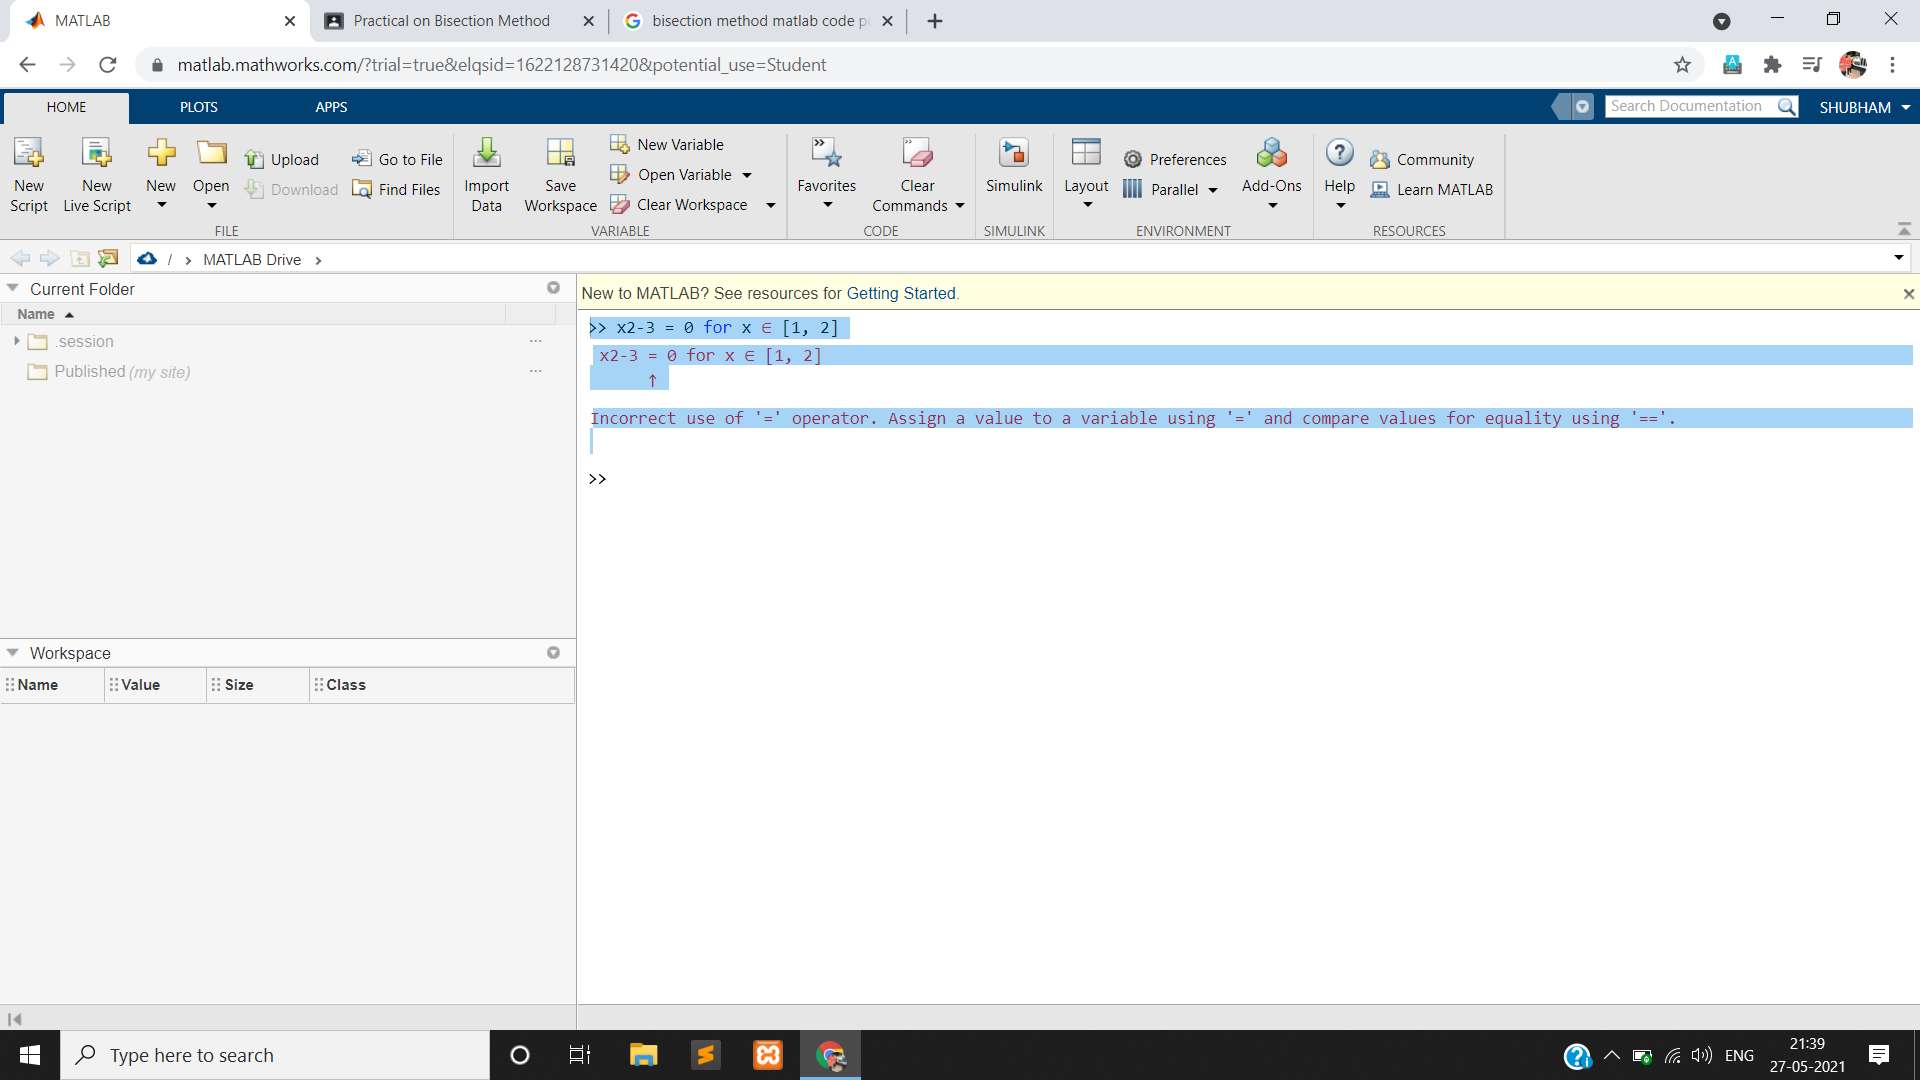 MATLAB
Practical on Bisection Method
bisection method matlab code
matlab.mathworks.com/?trial=true&elqsid=1622128731420&potential_use=Student
HOME
PLOTS
APPS
Search Documentation
SHUBHAM
New Script
New Live Script
New
Open
Upload
Download
Go to File
Find Files
Import Data
Save Workspace
New Variable
Open Variable
Clear Workspace
Favorites
Clear Commands
Simulink
Layout
Preferences
Parallel
Add-Ons
Help
Community
Learn MATLAB
FILE
VARIABLE
CODE
SIMULINK
ENVIRONMENT
RESOURCES
/ › MATLAB Drive ›
Current Folder
Name
.session
Published (my site)
New to MATLAB? See resources for Getting Started.
>> x2-3 = 0 for x ∈ [1, 2]
x2-3 = 0 for x ∈ [1, 2]
↑
Incorrect use of '=' operator. Assign a value to a variable using '=' and compare values for equality using '=='.
>>
Workspace
Name Value Size Class
Type here to search
ENG
21:39
27-05-2021